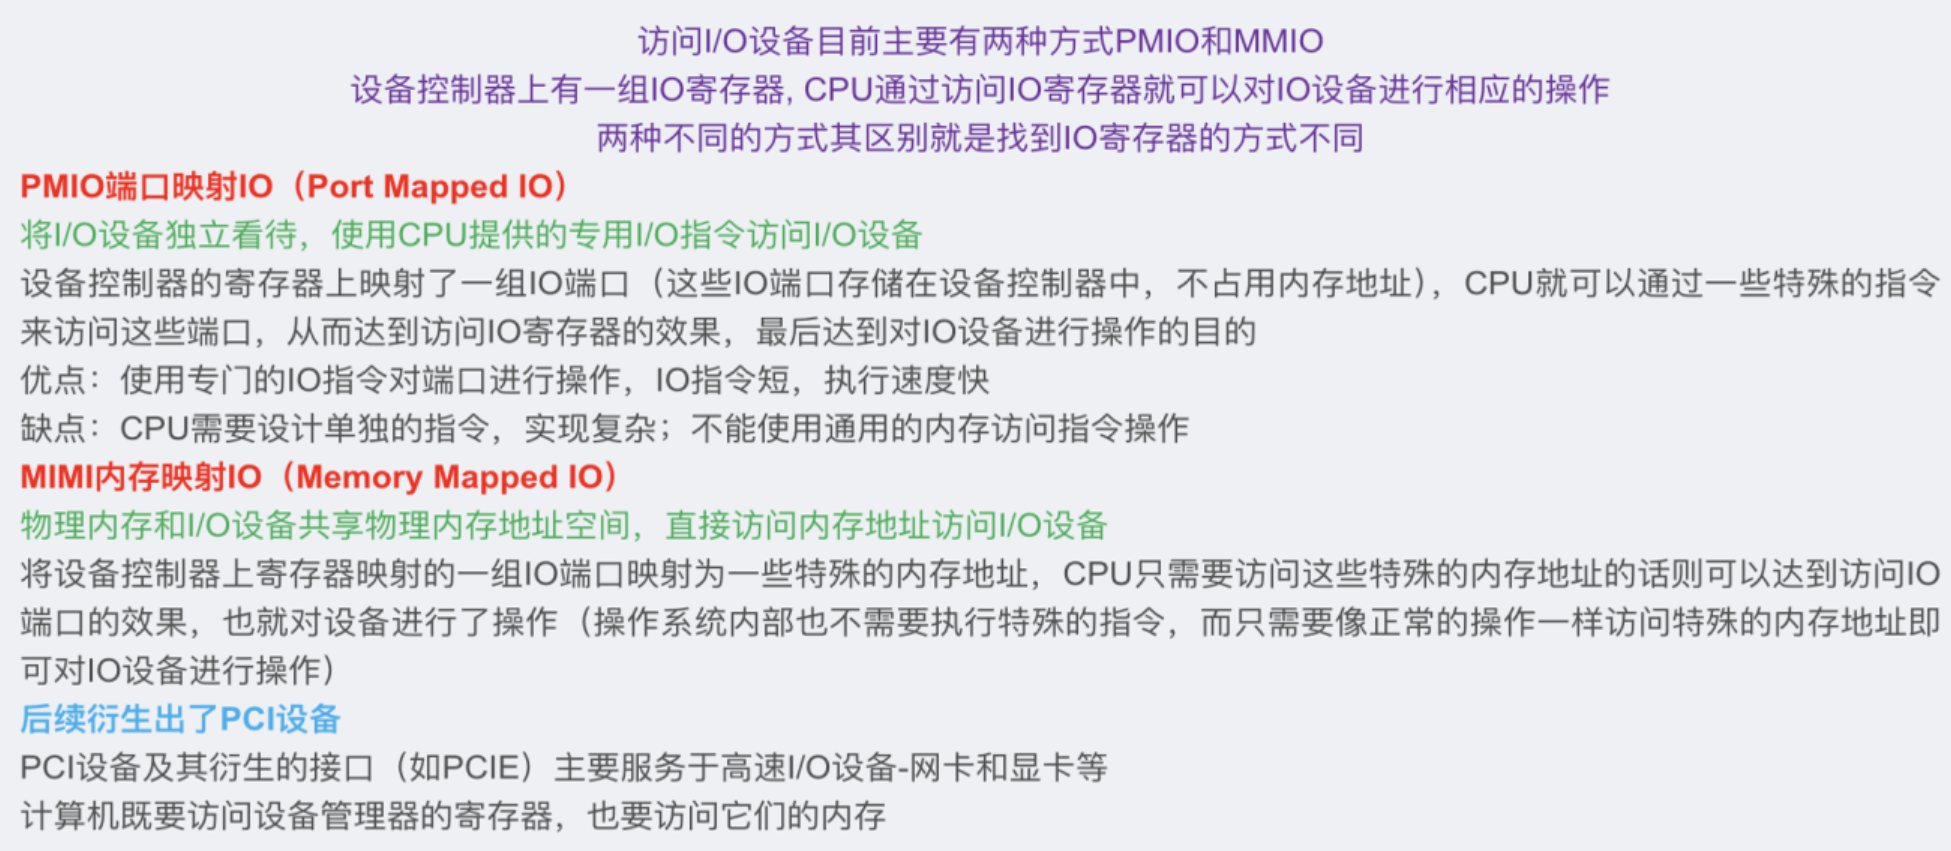 访问I/O设备目前主要有两种方式PMIO和MMIO
设备控制器上有一组IO寄存器, CPU通过访问IO寄存器就可以对IO设备进行相应的操作
两种不同的方式其区别就是找到IO寄存器的方式不同
PMIO端口映射IO（Port Mapped IO）
将I/O设备独立看待，使用CPU提供的专用I/O指令访问I/O设备
设备控制器的寄存器上映射了一组IO端口（这些IO端口存储在设备控制器中，不占用内存地址），CPU就可以通过一些特殊的指令
来访问这些端口，从而达到访问IO寄存器的效果，最后达到对IO设备进行操作的目的
优点：使用专门的IO指令对端口进行操作，IO指令短，执行速度快
缺点：CPU需要设计单独的指令，实现复杂；不能使用通用的内存访问指令操作
MIMI内存映射IO（Memory Mapped IO）
物理内存和I/O设备共享物理内存地址空间，直接访问内存地址访问I/O设备
将设备控制器上寄存器映射的一组IO端口映射为一些特殊的内存地址，CPU只需要访问这些特殊的内存地址的话则可以达到访问IO
端口的效果，也就对设备进行了操作（操作系统内部也不需要执行特殊的指令，而只需要像正常的操作一样访问特殊的内存地址即
可对IO设备进行操作）
后续衍生出了PCI设备
PCI设备及其衍生的接口（如PCIE）主要服务于高速I/O设备-网卡和显卡等
计算机既要访问设备管理器的寄存器，也要访问它们的内存